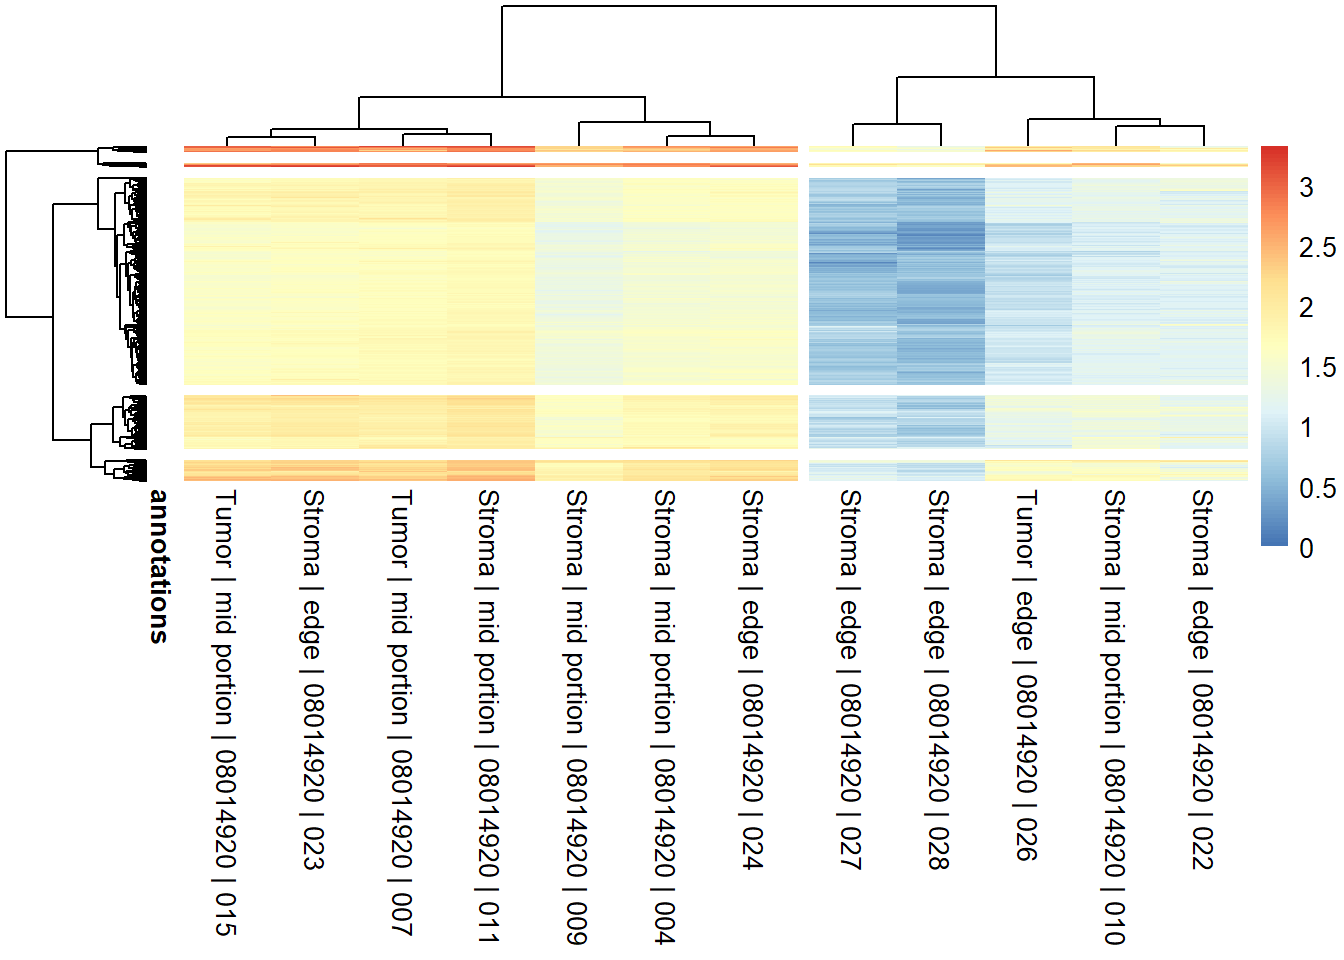 3
2.5
2
1.5
1
0.5
0
annotations
Tumor | mid portion | 08014920 | 015
Stroma | edge | 08014920 | 023
Tumor | mid portion | 08014920 | 007
Stroma | mid portion | 08014920 | 011
Stroma | mid portion | 08014920 | 009
Stroma | mid portion | 08014920 | 004
Stroma | edge | 08014920 | 024
Stroma | edge | 08014920 | 027
Stroma | edge | 08014920 | 028
Tumor | edge | 08014920 | 026
Stroma | mid portion | 08014920 | 010
Stroma | edge | 08014920 | 022